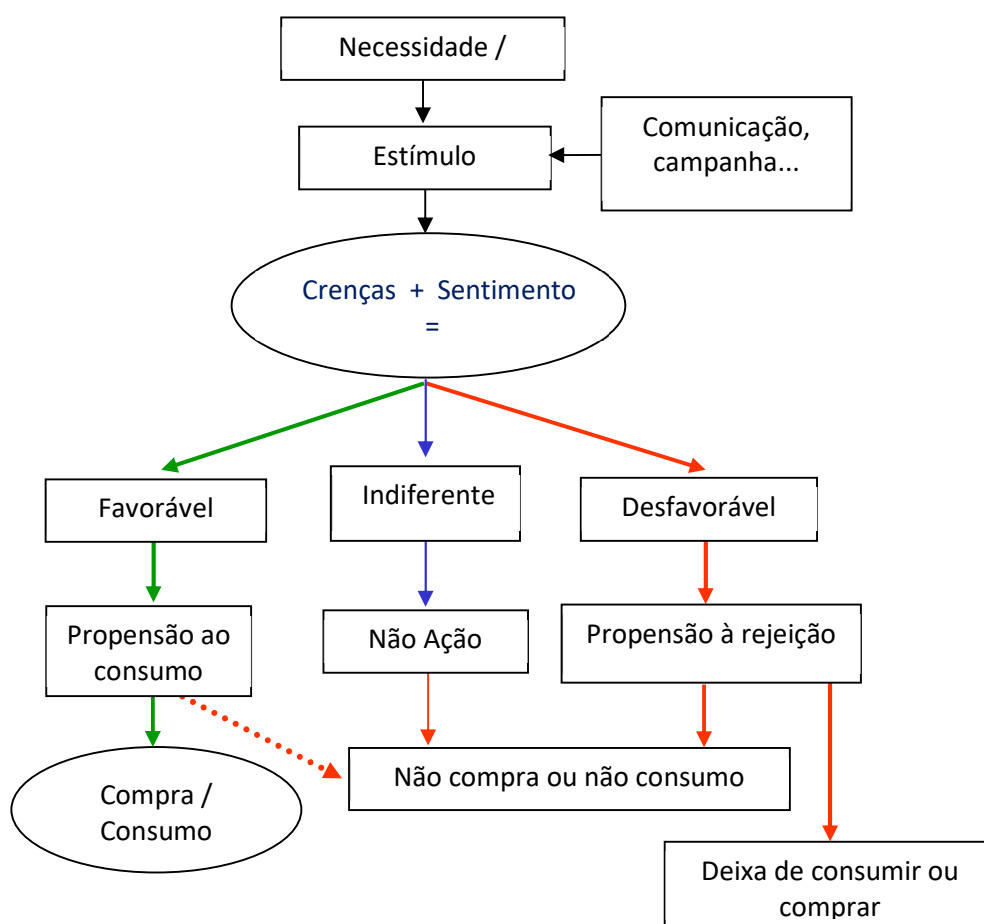 Necessidade /
Estímulo
Comunicação,
campanha...
Crenças + Sentimento
=
Favorável
Indiferente
Desfavorável
Propensão ao
consumo
Não Ação
Propensão à rejeição
Compra /
Consumo
Não compra ou não consumo
Deixa de consumir ou
comprar